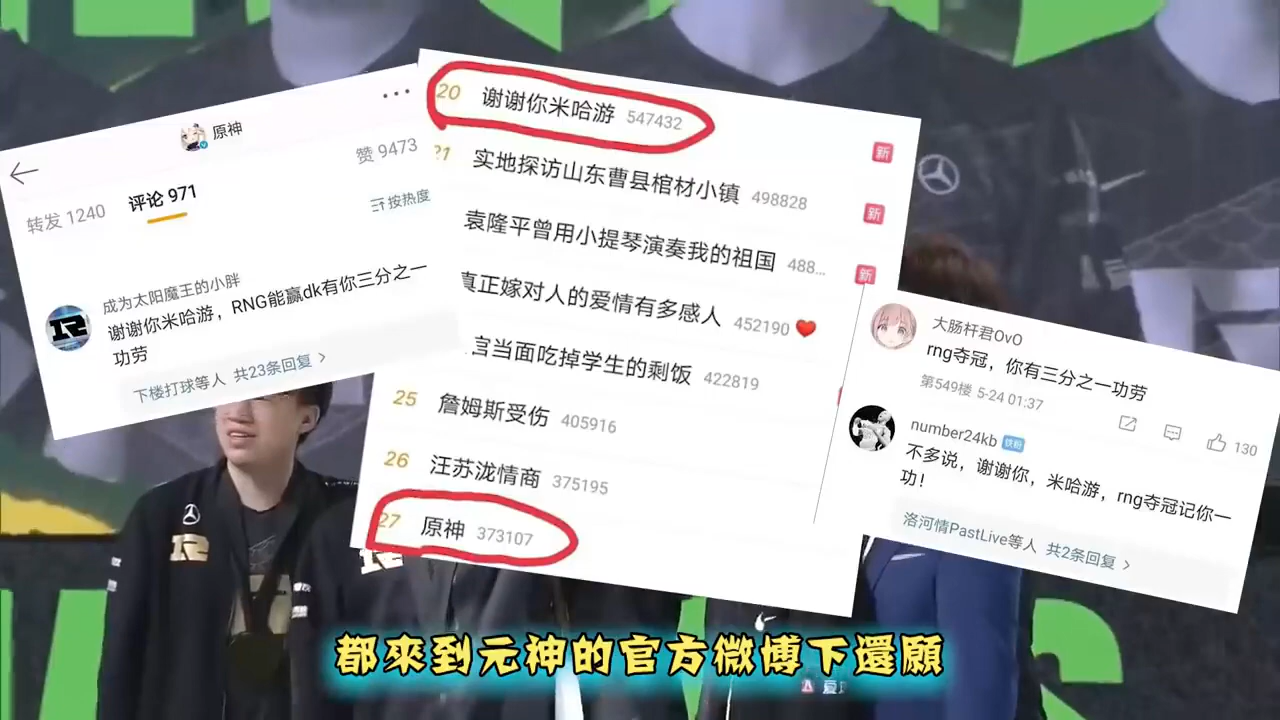 原神
转发 1240
评论 971
赞 9473
按热度
成为太阳魔王的小胖
谢谢你米哈游，RNG能赢dk有你三分之一
功劳
下楼打球等人 共23条回复 >
20 谢谢你米哈游 547432
21 实地探访山东曹县棺材小镇 498828 新
袁隆平曾用小提琴演奏我的祖国 488... 新
真正嫁对人的爱情有多感人 452190 新
官当面吃掉学生的剩饭 422819
25 詹姆斯受伤 405916
26 汪苏泷情商 375195
27 原神 373107
大肠杆君OvO
rng夺冠，你有三分之一功劳
第549楼 5-24 01:37
130
number24kb 铁粉
不多说，谢谢你，米哈游，rng夺冠记你一
功！
洛河情PastLive等人 共2条回复 >
都來到元神的官方微博下還願